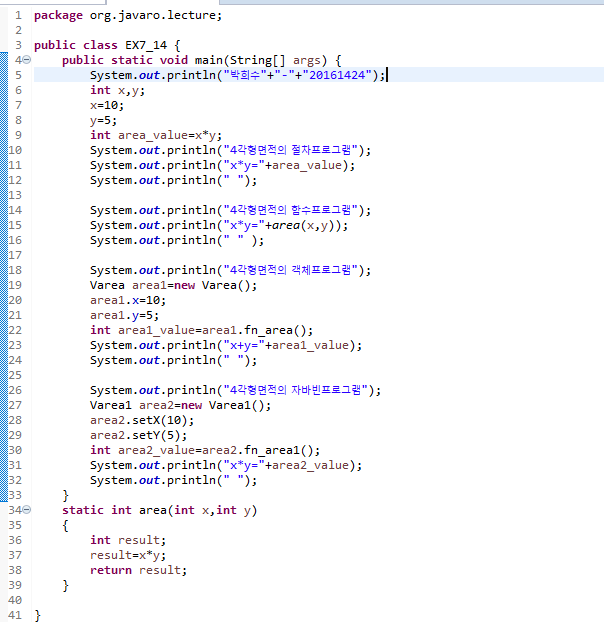 1 package org.javaro.lecture;
2
3 public class EX7_14 {
4 public static void main(String[] args) {
5 System.out.println("박희수"+"-"+"20161424");
6 int x,y;
7 x=10;
8 y=5;
9 int area_value=x*y;
10 System.out.println("4각형면적의 절차프로그램");
11 System.out.println("x*y="+area_value);
12 System.out.println(" ");
13
14 System.out.println("4각형면적의 함수프로그램");
15 System.out.println("x*y="+area(x,y));
16 System.out.println(" " );
17
18 System.out.println("4각형면적의 객체프로그램");
19 Varea area1=new Varea();
20 area1.x=10;
21 area1.y=5;
22 int area1_value=area1.fn_area();
23 System.out.println("x+y="+area1_value);
24 System.out.println(" ");
25
26 System.out.println("4각형면적의 자바빈프로그램");
27 Varea1 area2=new Varea1();
28 area2.setX(10);
29 area2.setY(5);
30 int area2_value=area2.fn_area1();
31 System.out.println("x*y="+area2_value);
32 System.out.println(" ");
33 }
34 static int area(int x,int y)
35 {
36 int result;
37 result=x*y;
38 return result;
39 }
40
41 }